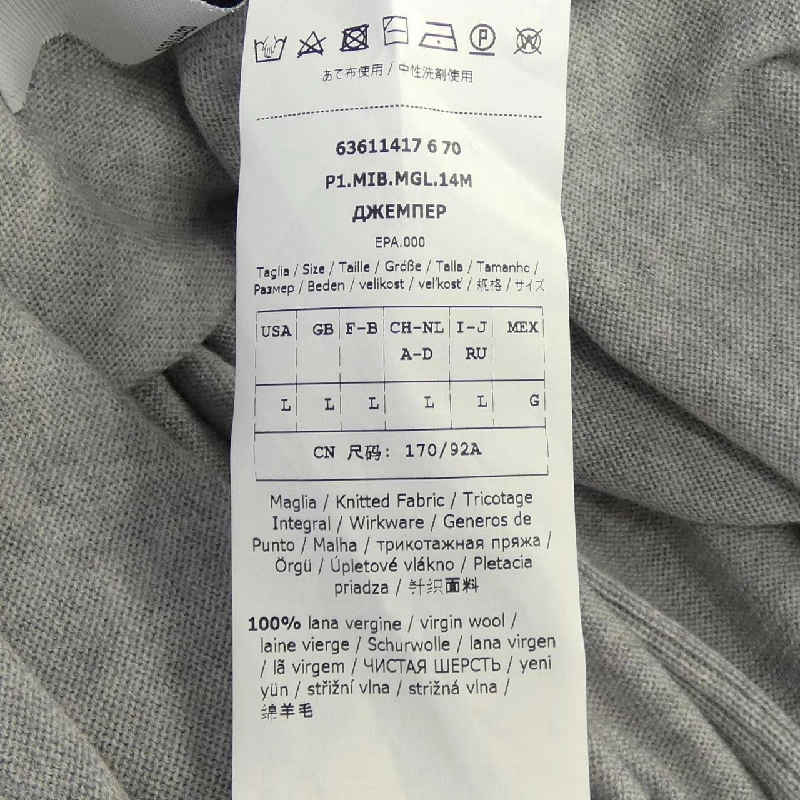 あて布使用 / 中性洗剤使用
63611417 6 70
P1.MIB.MGL.14M
ДЖЕМПЕР
EPA.000
Taglia / Size / Taille / Größe / Talla / Tamanho /
Размер / Beden / velikost / veľkosť / 规格 / サイズ
USA GB F-B CH-NL I-J MEX
A-D RU
L L L L L G
CN 尺码: 170/92A
Maglia / Knitted Fabric / Tricotage
Integral / Wirkware / Generos de
Punto / Malha / трикотажная пряжа /
Örgü / Úpletové vlákno / Pletacia
priadza / 针织面料
100% lana vergine / virgin wool /
laine vierge / Schurwolle / lana virgen
/ lã virgem / ЧИСТАЯ ШЕРСТЬ / yeni
yün / střižní vlna / strižná vlna /
绵羊毛